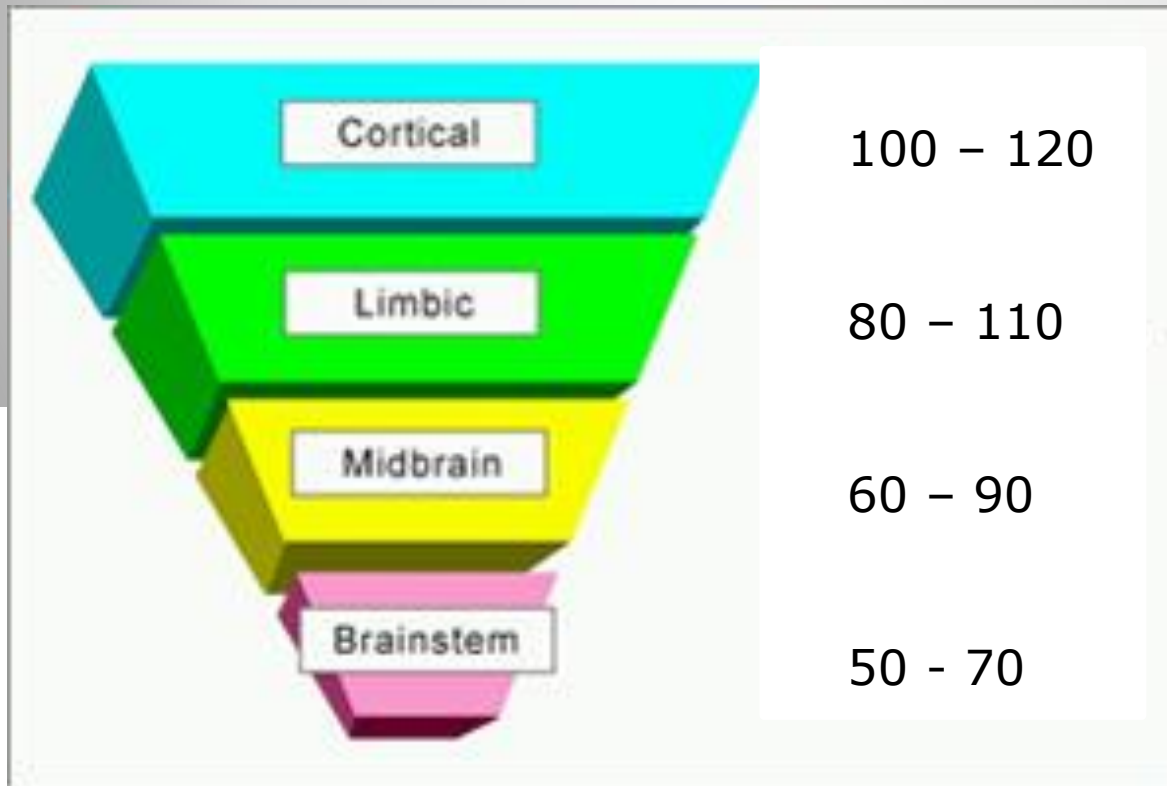 Cortical
100 – 120
Limbic
80 – 110
Midbrain
60 – 90
Brainstem
50 - 70